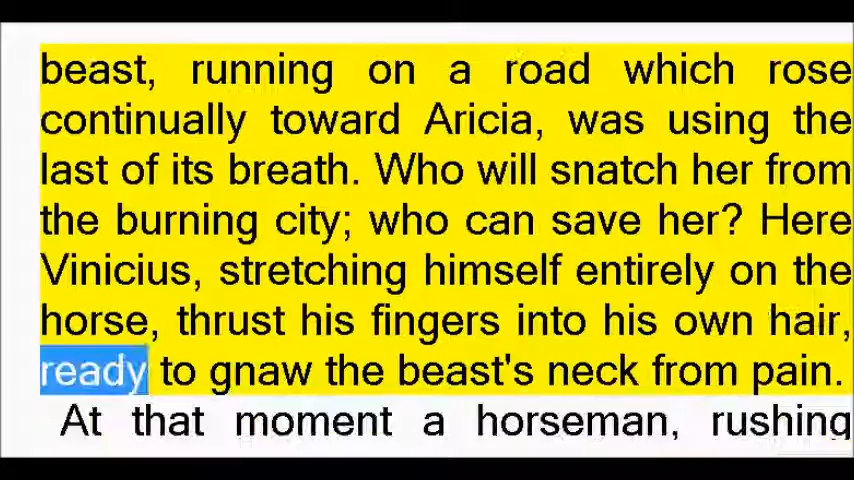 beast, running on a road which rose
continually toward Aricia, was using the
last of its breath. Who will snatch her from
the burning city; who can save her? Here
Vinicius, stretching himself entirely on the
horse, thrust his fingers into his own hair,
ready to gnaw the beast's neck from pain.
At that moment a horseman, rushing